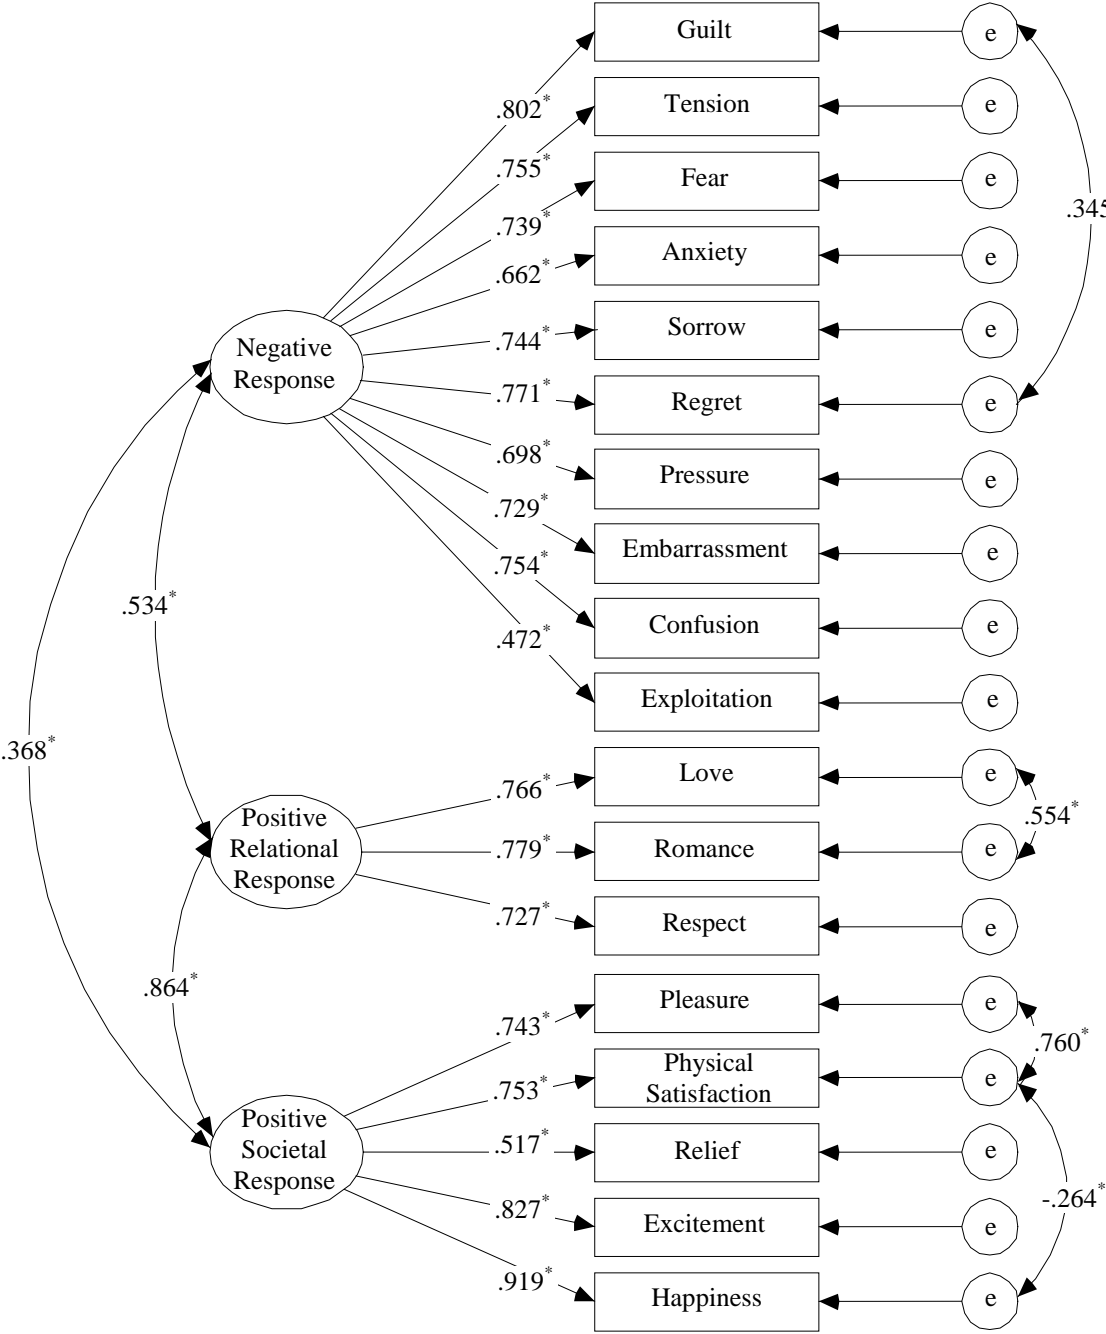 Guilt
e
.802*
Tension
e
.755*
Fear
e
.739*
.345
Anxiety
e
.662*
Sorrow
e
.744*
Negative
Response
Regret
e
.771*
Pressure
e
.698*
Embarrassment
e
.729*
.754*
Confusion
e
.534*
.472*
Exploitation
e
.368*
Love
e
.766*
.554*
Positive
Relational
Response
Romance
e
.779*
Respect
e
.727*
.864*
Pleasure
e
.743*
.760*
Physical
Satisfaction
e
.753*
Positive
Societal
Response
Relief
e
.517*
-.264*
Excitement
e
.827*
Happiness
e
.919*